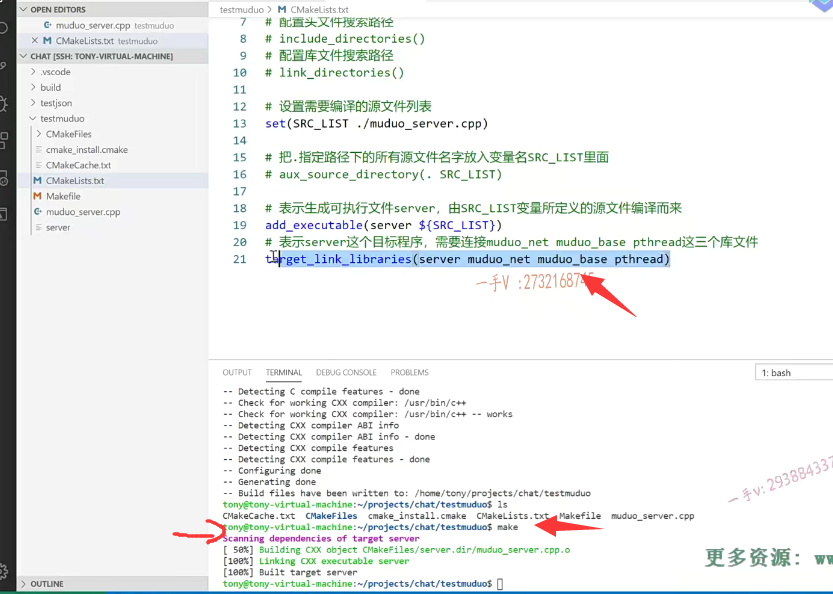 OPEN EDITORS
muduo_server.cpp testmuduo
CMakeLists.txt testmuduo
CHAT [SSH: TONY-VIRTUAL-MACHINE]
.vscode
build
testjson
testmuduo
CMakeFiles
cmake_install.cmake
CMakeCache.txt
CMakeLists.txt
Makefile
muduo_server.cpp
server
OUTLINE
testmuduo > CMakeLists.txt
7 # 配置头文件搜索路径
8 # include_directories()
9 # 配置库文件搜索路径
10 # link_directories()
11
12 # 设置需要编译的源文件列表
13 set(SRC_LIST ./muduo_server.cpp)
14
15 # 把.指定路径下的所有源文件名字放入变量名SRC_LIST里面
16 # aux_source_directory(. SRC_LIST)
17
18 # 表示生成可执行文件server，由SRC_LIST变量所定义的源文件编译而来
19 add_executable(server ${SRC_LIST})
20 # 表示server这个目标程序，需要连接muduo_net muduo_base pthread这三个库文件
21 target_link_libraries(server muduo_net muduo_base pthread)
一手V :2732168745
OUTPUT TERMINAL DEBUG CONSOLE PROBLEMS 1: bash
-- Detecting C compile features - done
-- Check for working CXX compiler: /usr/bin/c++
-- Check for working CXX compiler: /usr/bin/c++ -- works
-- Detecting CXX compiler ABI info
-- Detecting CXX compiler ABI info - done
-- Detecting CXX compile features
-- Detecting CXX compile features - done
-- Configuring done
-- Generating done
-- Build files have been written to: /home/tony/projects/chat/testmuduo
tony@tony-virtual-machine:~/projects/chat/testmuduo$ ls
CMakeCache.txt CMakeFiles cmake_install.cmake CMakeLists.txt Makefile muduo_server.cpp
tony@tony-virtual-machine:~/projects/chat/testmuduo$ make
Scanning dependencies of target server
[ 50%] Building CXX object CMakeFiles/server.dir/muduo_server.cpp.o
[100%] Linking CXX executable server
[100%] Built target server
tony@tony-virtual-machine:~/projects/chat/testmuduo$
一手v:293884337
更多资源：